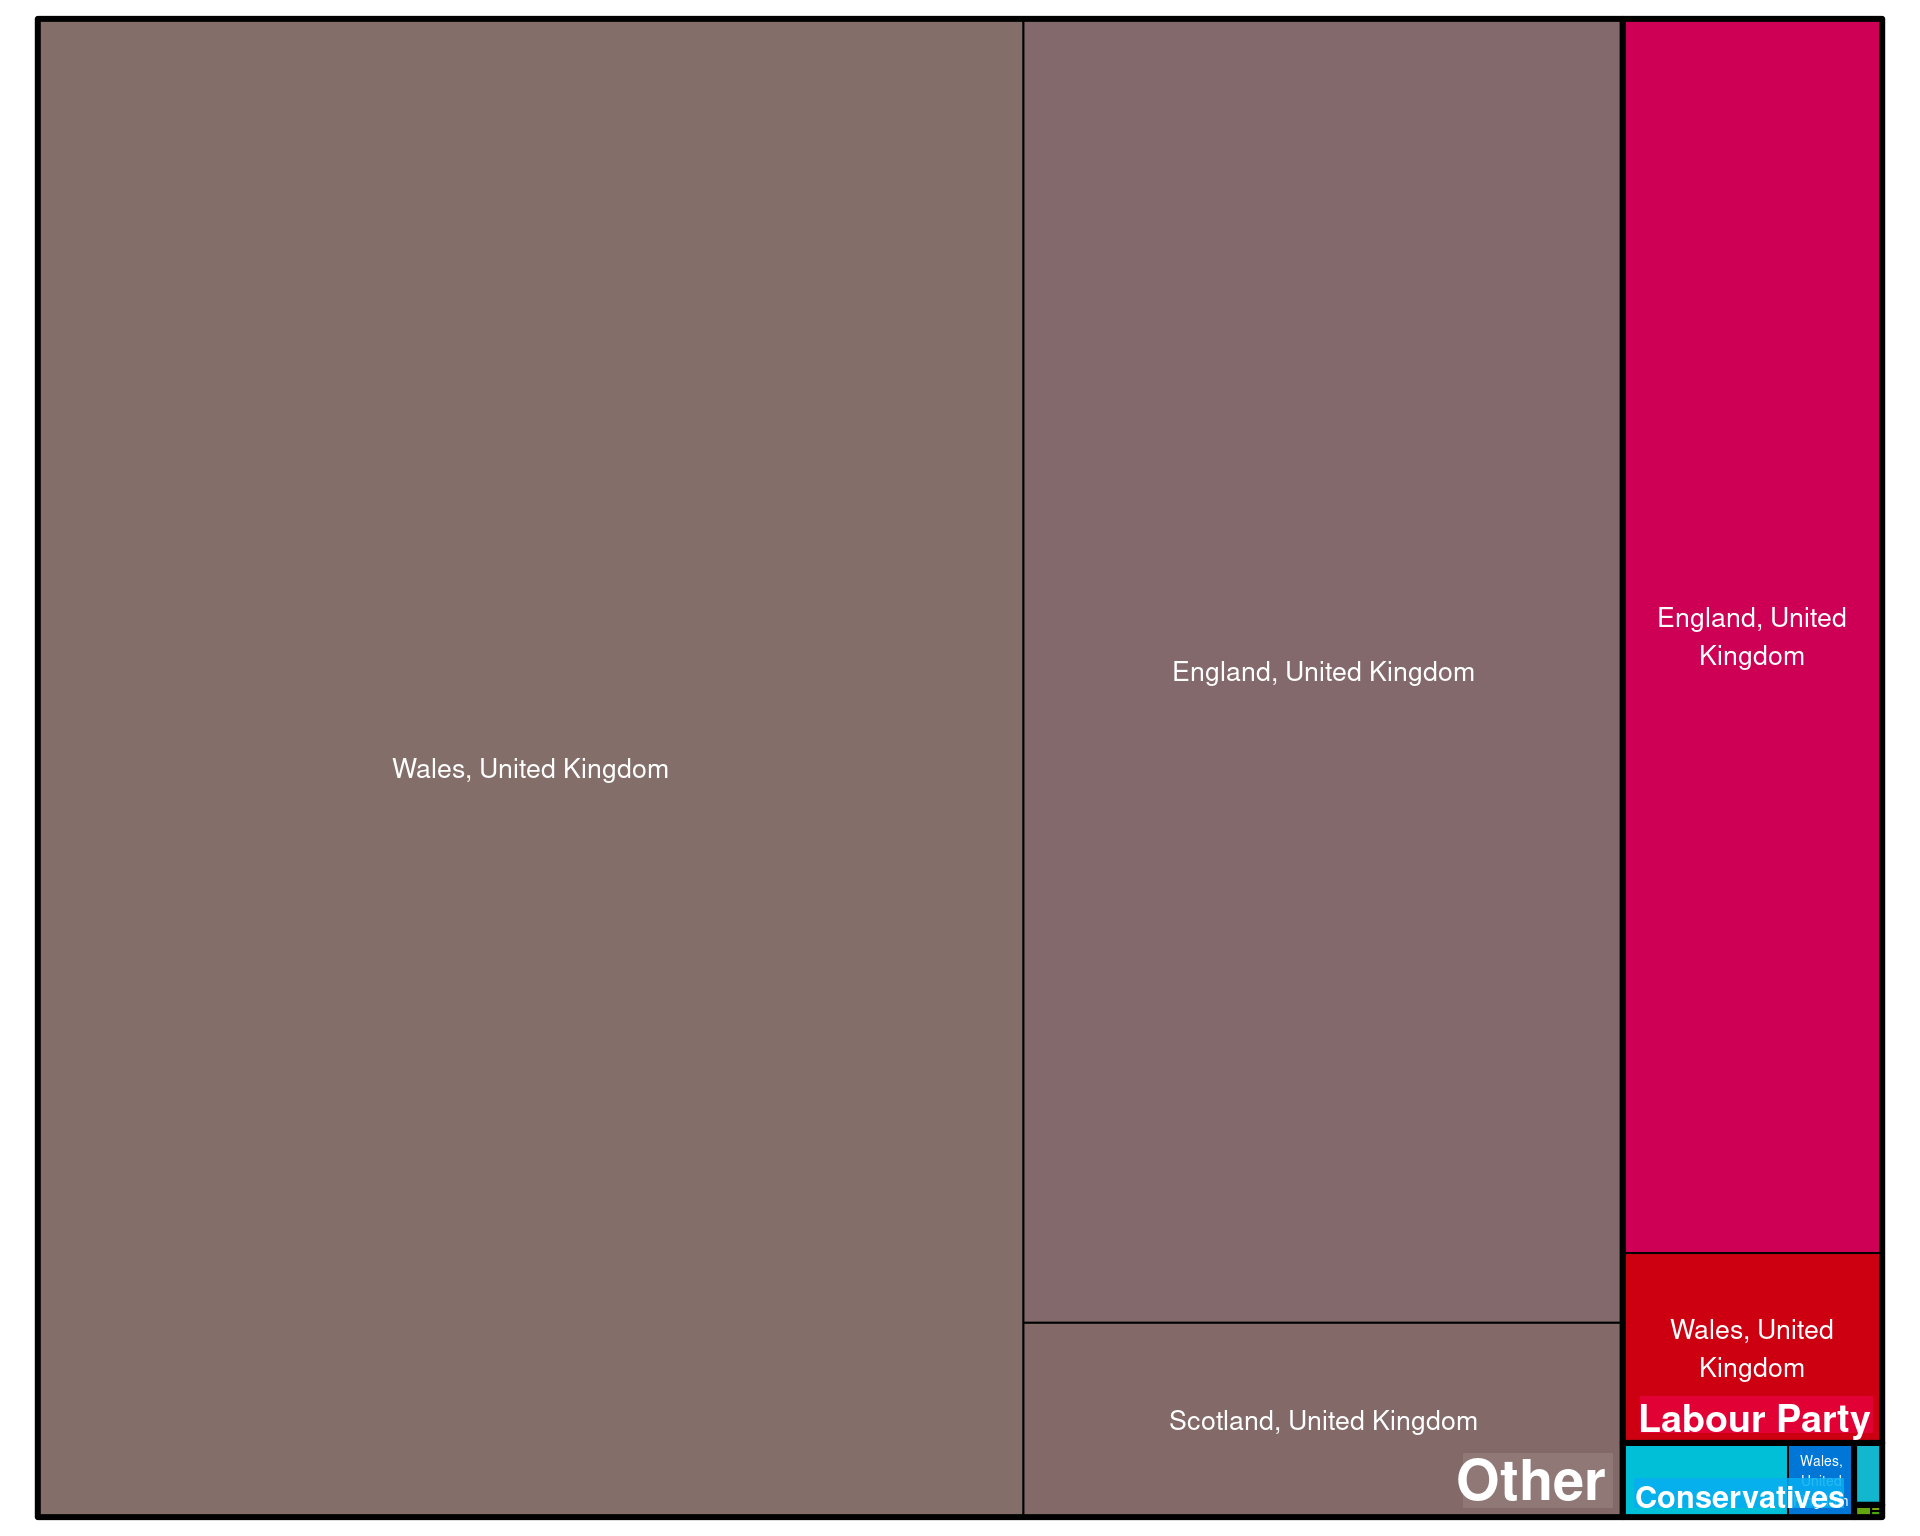 Wales, United Kingdom
England, United Kingdom
Scotland, United Kingdom
Other
England, United
Kingdom
Wales, United
Kingdom
Labour Party
Wales,
United
Conservatives